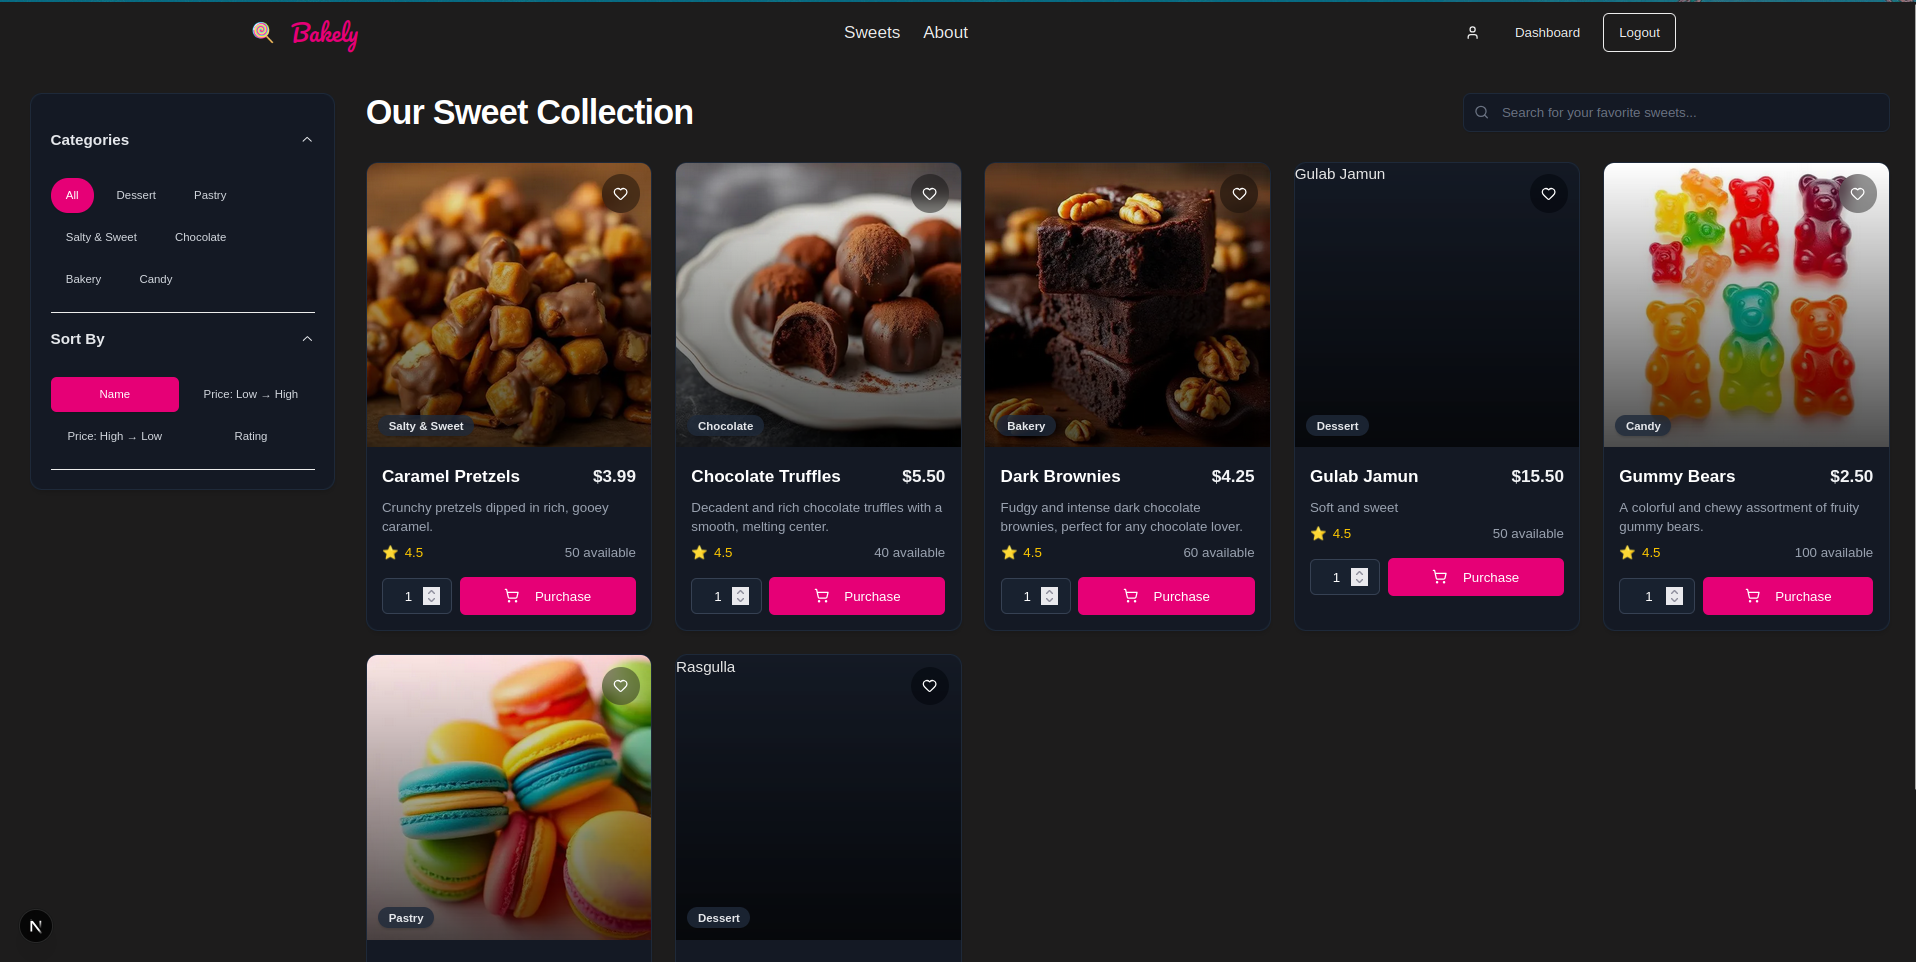 Bakely
Sweets About
Dashboard
Logout
Categories
All Dessert Pastry
Salty & Sweet Chocolate
Bakery Candy
Sort By
Name Price: Low → High
Price: High → Low Rating
Our Sweet Collection
Search for your favorite sweets...
Salty & Sweet
Caramel Pretzels $3.99
Crunchy pretzels dipped in rich, gooey
caramel.
4.5 50 available
1 Purchase
Chocolate
Chocolate Truffles $5.50
Decadent and rich chocolate truffles with a
smooth, melting center.
4.5 40 available
1 Purchase
Bakery
Dark Brownies $4.25
Fudgy and intense dark chocolate
brownies, perfect for any chocolate lover.
4.5 60 available
1 Purchase
Gulab Jamun
Dessert
Gulab Jamun $15.50
Soft and sweet
4.5 50 available
1 Purchase
Candy
Gummy Bears $2.50
A colorful and chewy assortment of fruity
gummy bears.
4.5 100 available
1 Purchase
Pastry
Rasgulla
Dessert
N